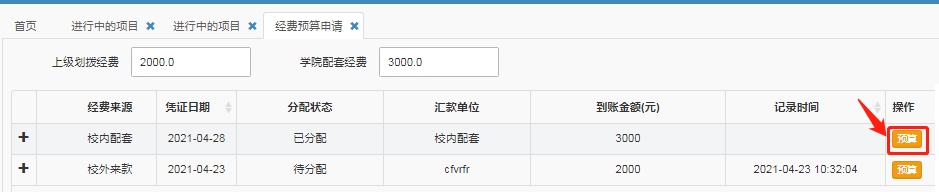 首页 进行中的项目 进行中的项目 经费预算申请
上级划拨经费 2000.0 学院配套经费 3000.0
经费来源 凭证日期 分配状态 汇款单位 到账金额(元) 记录时间 操作
校内配套 2021-04-28 已分配 校内配套 3000 预算
校外来款 2021-04-23 待分配 cfvrfr 2000 2021-04-23 10:32:04 预算